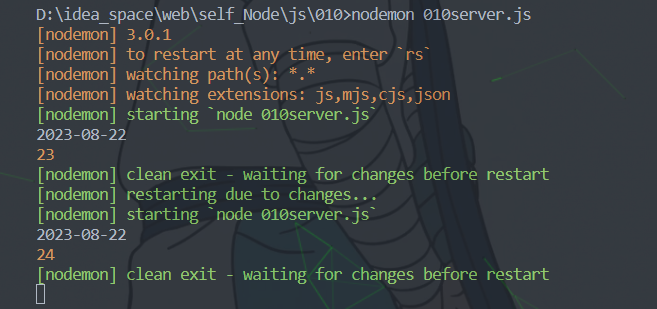 D:\idea_space\web\self_Node\js\010>nodemon 010server.js
[nodemon] 3.0.1
[nodemon] to restart at any time, enter `rs`
[nodemon] watching path(s): *.*
[nodemon] watching extensions: js,mjs,cjs,json
[nodemon] starting `node 010server.js`
2023-08-22
23
[nodemon] clean exit - waiting for changes before restart
[nodemon] restarting due to changes...
[nodemon] starting `node 010server.js`
2023-08-22
24
[nodemon] clean exit - waiting for changes before restart